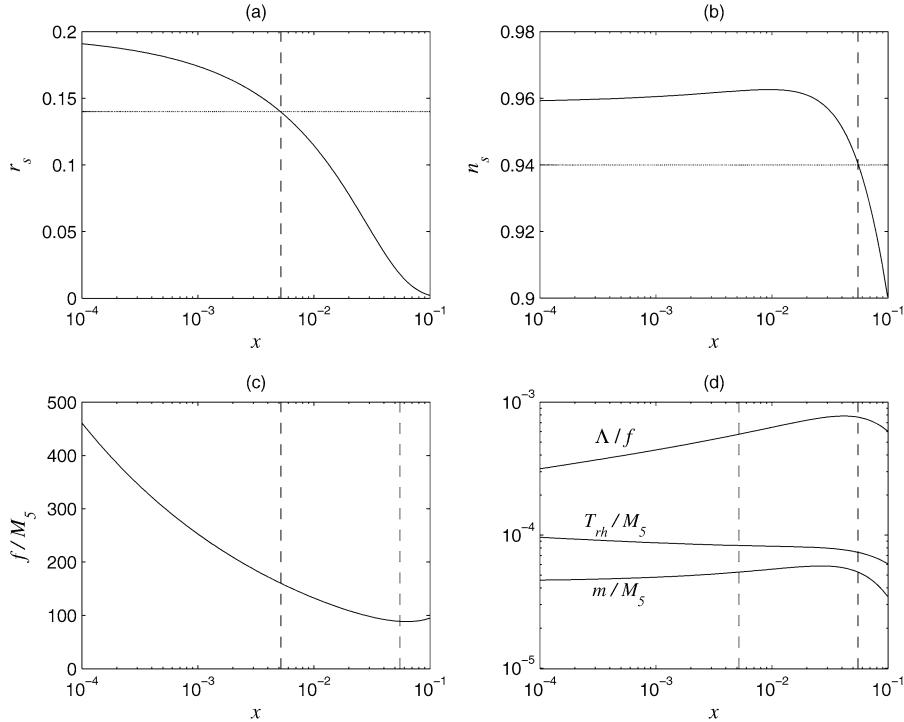 (a)
0.2
0.15
0.1
0.05
0
r_s
10^-4
10^-3
10^-2
10^-1
x
(b)
0.98
0.96
0.94
0.92
0.9
n_s
10^-4
10^-3
10^-2
10^-1
x
(c)
500
400
300
200
100
0
f / M_5
10^-4
10^-3
10^-2
10^-1
x
(d)
10^-3
10^-4
10^-5
Λ / f
T_rh / M_5
m / M_5
10^-4
10^-3
10^-2
10^-1
x